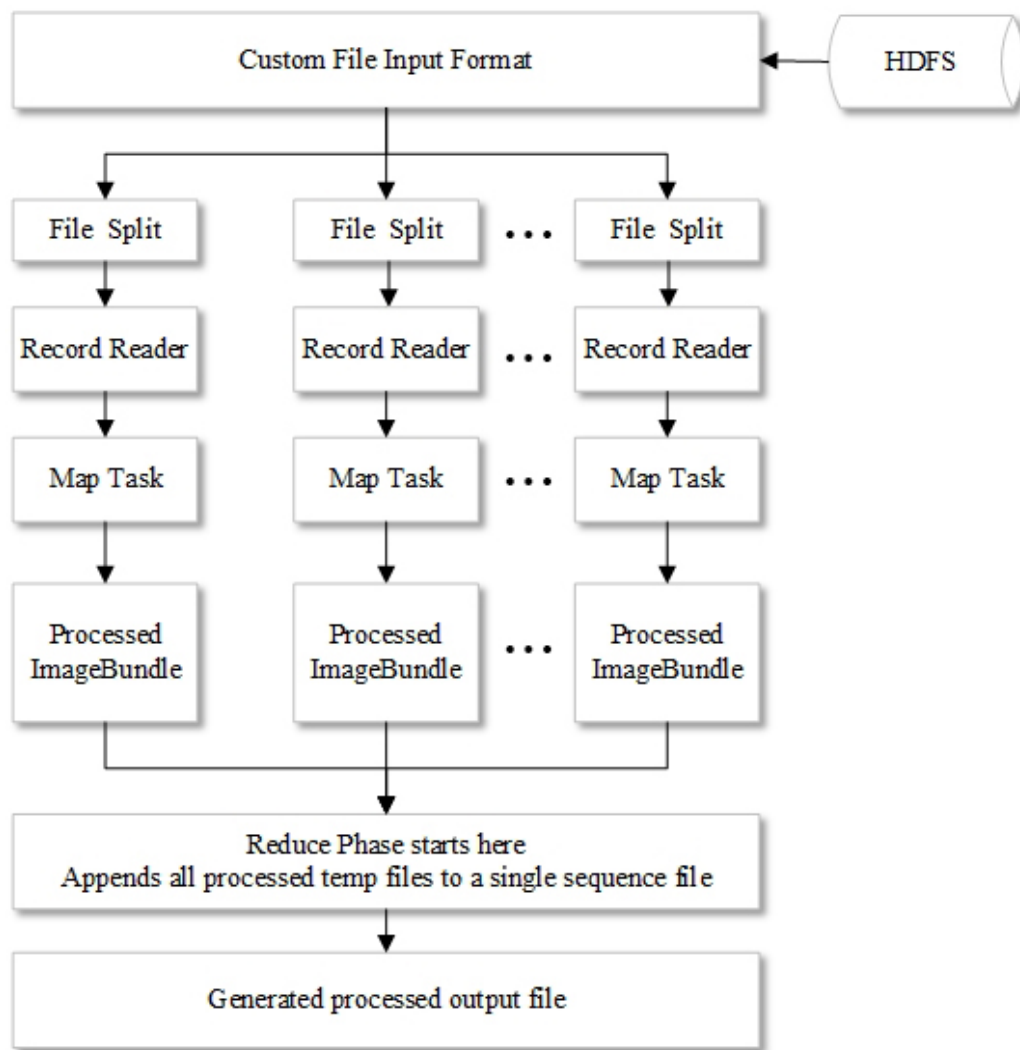 Custom File Input Format
HDFS
File Split
File Split
File Split
Record Reader
Record Reader
Record Reader
Map Task
Map Task
Map Task
Processed
ImageBundle
Processed
ImageBundle
Processed
ImageBundle
Reduce Phase starts here
Appends all processed temp files to a single sequence file
Generated processed output file